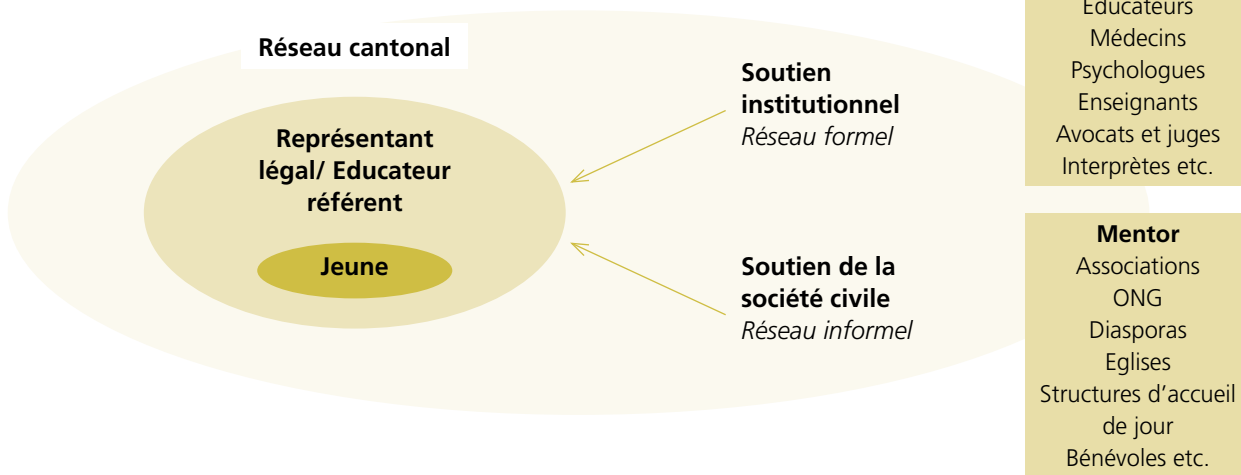 Réseau cantonal
Représentant
légal/ Educateur
référent
Jeune
Soutien
institutionnel
Réseau formel
Soutien de la
société civile
Réseau informel
Educateurs
Médecins
Psychologues
Enseignants
Avocats et juges
Interprètes etc.
Mentor
Associations
ONG
Diasporas
Eglises
Structures d’accueil
de jour
Bénévoles etc.